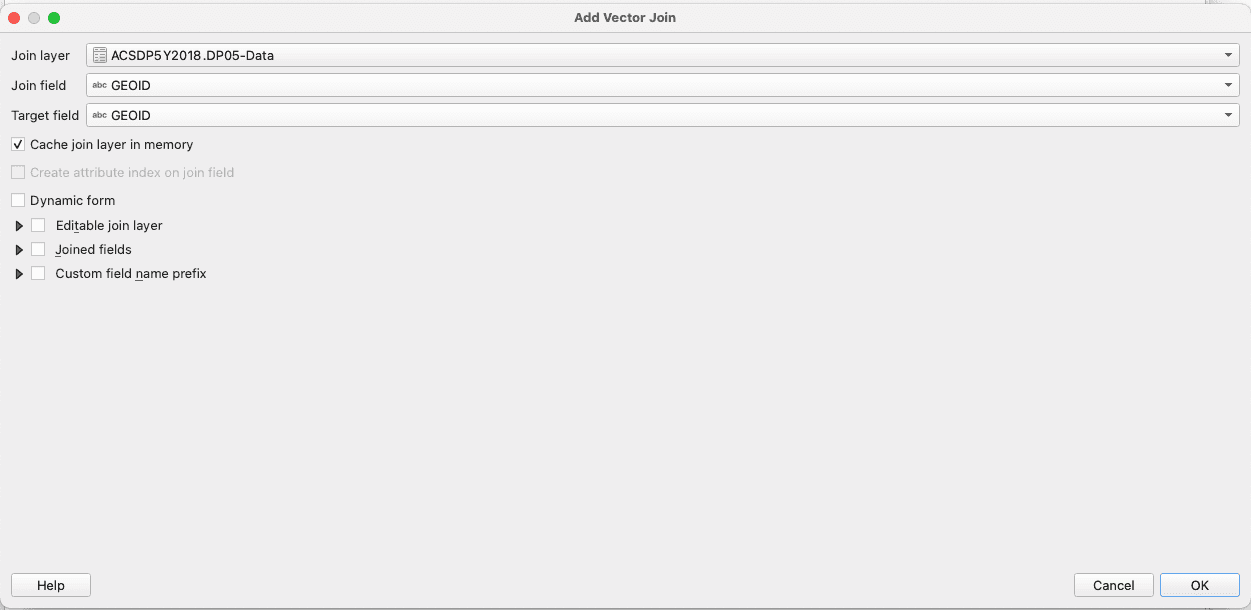 Add Vector Join
Join layer ACSDP5Y2018.DP05-Data
Join field abc GEOID
Target field abc GEOID
Cache join layer in memory
Create attribute index on join field
Dynamic form
Editable join layer
Joined fields
Custom field name prefix
Help Cancel OK